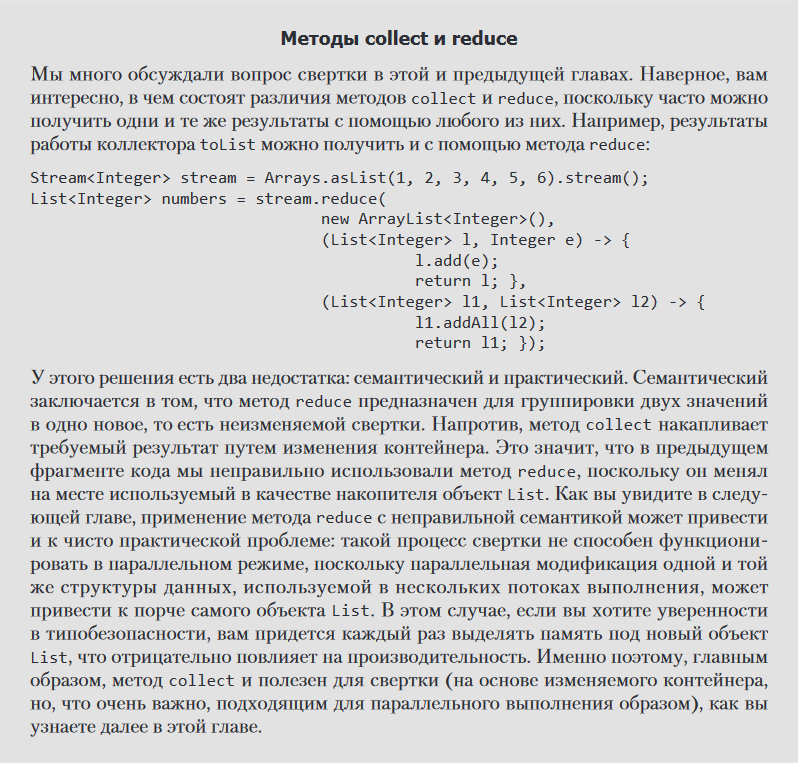 Методы collect и reduce
Мы много обсуждали вопрос свертки в этой и предыдущей главах. Наверное, вам
интересно, в чем состоят различия методов collect и reduce, поскольку часто можно
получить одни и те же результаты с помощью любого из них. Например, результаты
работы коллектора toList можно получить и с помощью метода reduce:
Stream<Integer> stream = Arrays.asList(1, 2, 3, 4, 5, 6).stream();
List<Integer> numbers = stream.reduce(
new ArrayList<Integer>(),
(List<Integer> l, Integer e) -> {
l.add(e);
return l; },
(List<Integer> l1, List<Integer> l2) -> {
l1.addAll(l2);
return l1; });
У этого решения есть два недостатка: семантический и практический. Семантический
заключается в том, что метод reduce предназначен для группировки двух значений
в одно новое, то есть неизменяемой свертки. Напротив, метод collect накапливает
требуемый результат путем изменения контейнера. Это значит, что в предыдущем
фрагменте кода мы неправильно использовали метод reduce, поскольку он менял
на месте используемый в качестве накопителя объект List. Как вы увидите в следу-
ющей главе, применение метода reduce с неправильной семантикой может привести
и к чисто практической проблеме: такой процесс свертки не способен функциони-
ровать в параллельном режиме, поскольку параллельная модификация одной и той
же структуры данных, используемой в нескольких потоках выполнения, может
привести к порче самого объекта List. В этом случае, если вы хотите уверенности
в типобезопасности, вам придется каждый раз выделять память под новый объект
List, что отрицательно повлияет на производительность. Именно поэтому, главным
образом, метод collect и полезен для свертки (на основе изменяемого контейнера,
но, что очень важно, подходящим для параллельного выполнения образом), как вы
узнаете далее в этой главе.